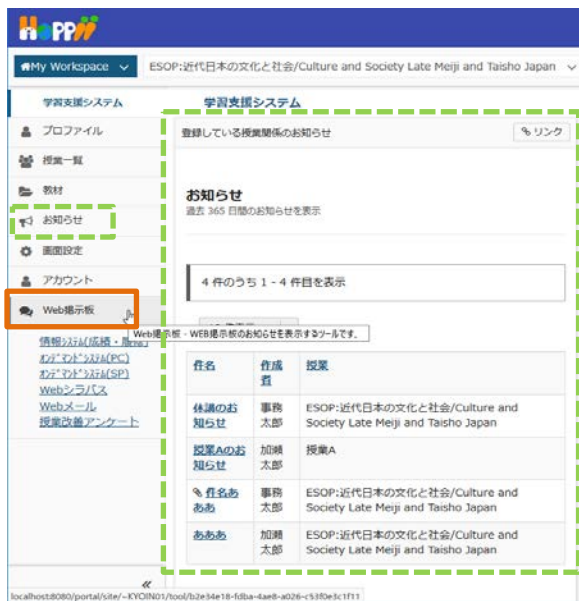 Hoppii
My Workspace
ESOP:近代日本の文化と社会/Culture and Society Late Meiji and Taisho Japan
学習支援システム
学習支援システム
プロファイル
授業一覧
教材
お知らせ
画面設定
アカウント
Web掲示板
情報ｼｽﾃﾑ(成績・履修)
ｵﾝﾃﾞﾏﾝﾄﾞｼｽﾃﾑ(PC)
ｵﾝﾃﾞﾏﾝﾄﾞｼｽﾃﾑ(SP)
Webシラバス
Webメール
授業改善アンケート
登録している授業関係のお知らせ
リンク
お知らせ
過去 365 日間のお知らせを表示
4 件のうち 1 - 4 件目を表示
Web掲示板 - WEB掲示板のお知らせを表示するツールです。
件名 作成者 授業
休講のお知らせ 事務太郎 ESOP:近代日本の文化と社会/Culture and
Society Late Meiji and Taisho Japan
授業Aのお知らせ 加瀬太郎 授業A
件名あああ 事務太郎 ESOP:近代日本の文化と社会/Culture and
Society Late Meiji and Taisho Japan
あああ 加瀬太郎 ESOP:近代日本の文化と社会/Culture and
Society Late Meiji and Taisho Japan
«
localhost:8080/portal/site/~KYOIN01/tool/b2e34e18-fdba-4ae8-a026-c53f0e3c1f11